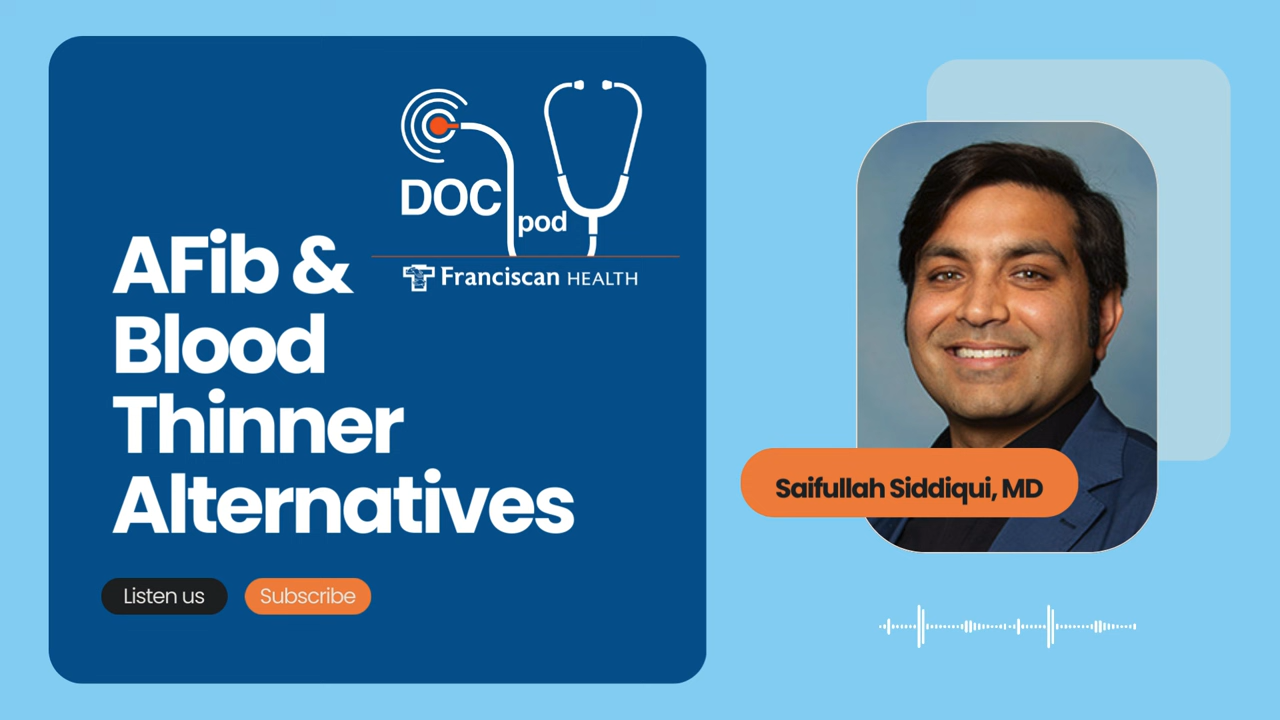 DOC
pod
Franciscan HEALTH
AFib &
Blood
Thinner
Alternatives
Listen us
Subscribe
Saifullah Siddiqui, MD